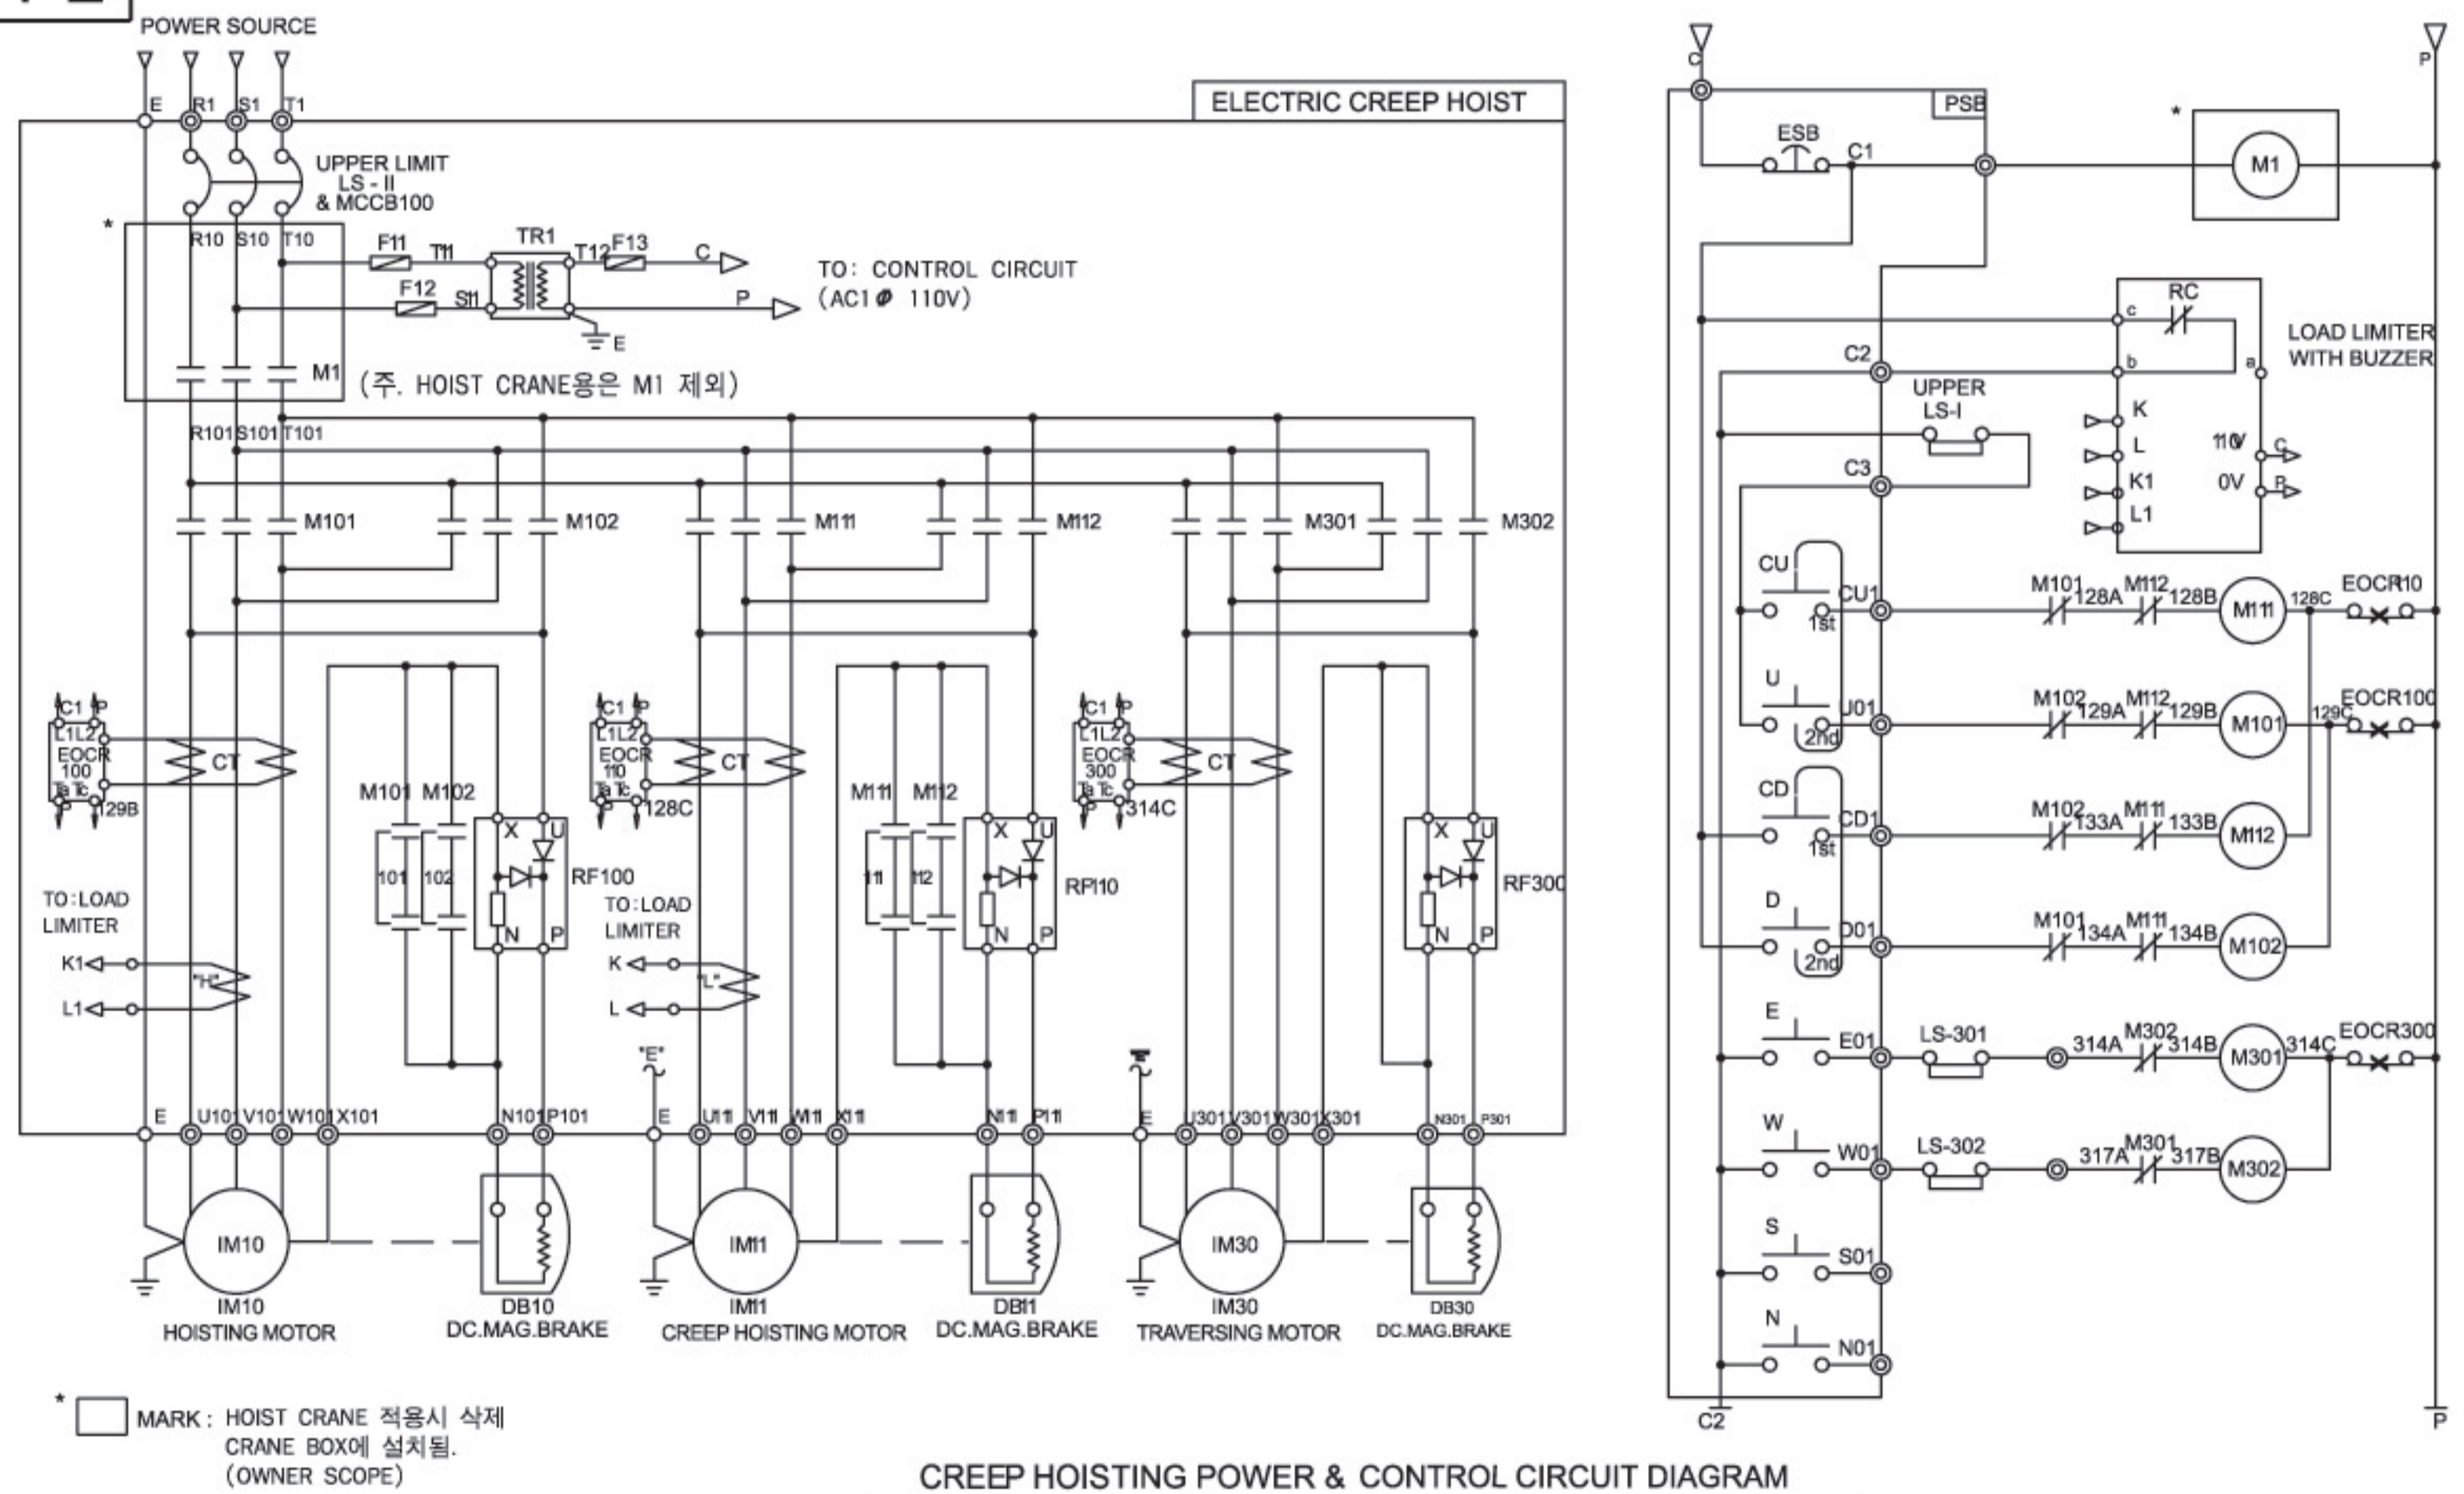 POWER SOURCE
E R1 S1 T1
ELECTRIC CREEP HOIST
UPPER LIMIT
LS - II
& MCCB100
*
R10 S10 T10
F11 T11 TR1 T12 F13 C
F12 S11 P
E
TO: CONTROL CIRCUIT
(AC1Φ 110V)
M1
(주. HOIST CRANE용은 M1 제외)
R101 S101 T101
M101 M102 M111 M112 M301 M302
C1 P
L1 L2
EOCR
100
Ta Tc
P 129B
CT
M101 M102
101 102
X U
N P
RF100
C1 P
L1 L2
EOCR
110
Ta Tc
P 128C
CT
M111 M112
111 112
X U
N P
C1 P
L1 L2
EOCR
300
Ta Tc
P 314C
CT
X U
N P
RF300
TO:LOAD
LIMITER
K1
L1
"H"
TO:LOAD
LIMITER
K
L
"L"
"E"
E U101 V101 W101 X101 N101 P101
E U111 V111 W111 X111 N111 P111
E U301 V301 W301 X301 N301 P301
IM10 IM11 IM30
IM10 DB10 IM11 DB11 IM30 DB30
HOISTING MOTOR DC.MAG.BRAKE CREEP HOISTING MOTOR DC.MAG.BRAKE TRAVERSING MOTOR DC.MAG.BRAKE
* MARK : HOIST CRANE 적용시 삭제
CRANE BOX에 설치됨.
(OWNER SCOPE)
CREEP HOISTING POWER & CONTROL CIRCUIT DIAGRAM
C P
PSB
ESB C1 * M1
RC
c
C2 b a
LOAD LIMITER
WITH BUZZER
UPPER
LS-I
C3
K
L 110V C
K1 0V P
L1
CU CU1 1st M101 128A M112 128B M111 128C
U U01 2nd M102 129A M112 129B M101 129C EOCR100
CD CD1 1st M102 133A M111 133B M112
D D01 2nd M101 134A M111 134B M102
E E01 LS-301 314A M302 314B M301 314C EOCR300
W W01 LS-302 317A M301 317B M302
S S01
N N01
C2 P